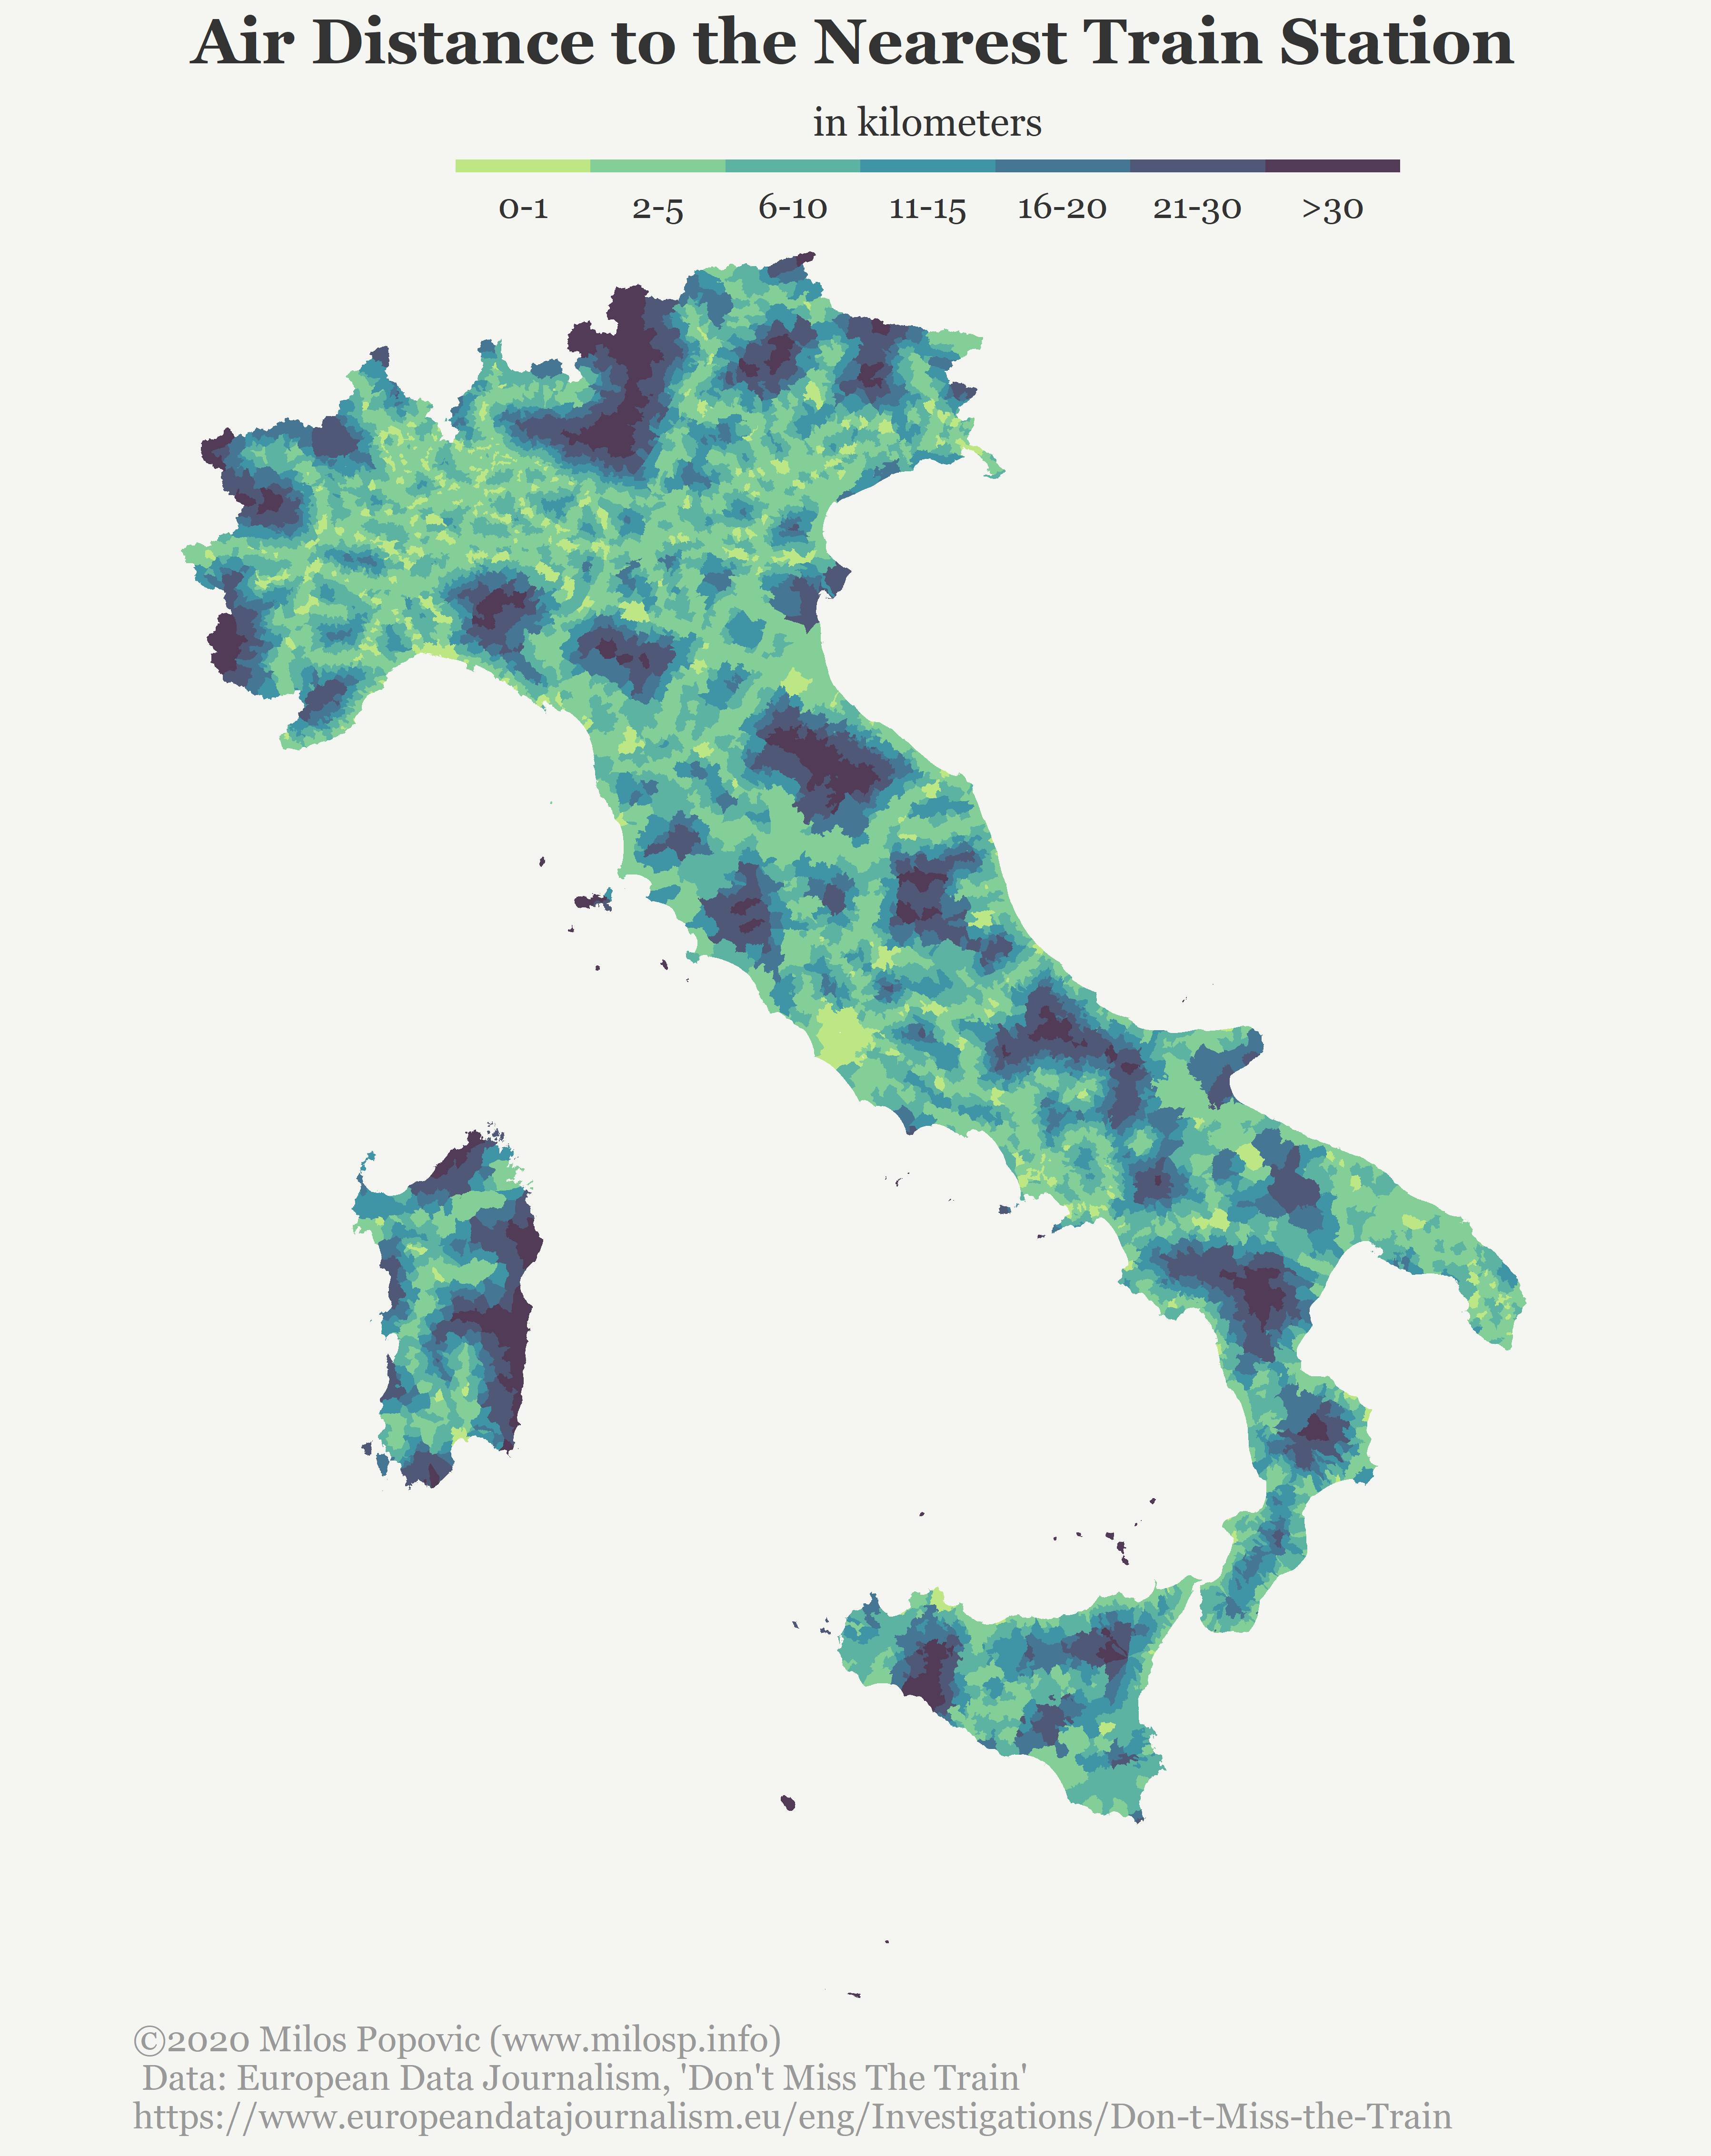 Air Distance to the Nearest Train Station
in kilometers
0-1 2-5 6-10 11-15 16-20 21-30 >30
©2020 Milos Popovic (www.milosp.info)
Data: European Data Journalism, 'Don't Miss The Train'
https://www.europeandatajournalism.eu/eng/Investigations/Don-t-Miss-the-Train